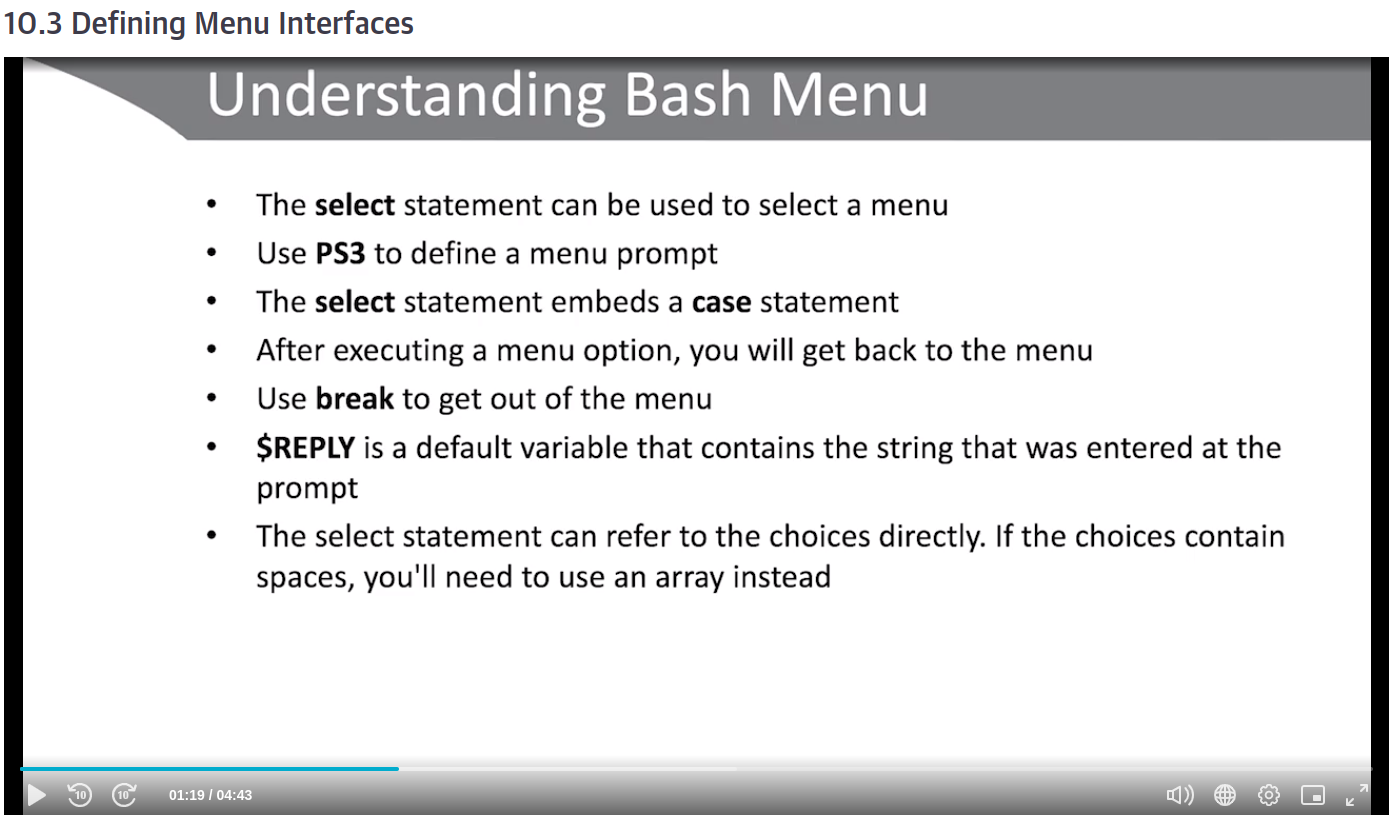 10.3 Defining Menu Interfaces
Understanding Bash Menu
• The select statement can be used to select a menu
• Use PS3 to define a menu prompt
• The select statement embeds a case statement
• After executing a menu option, you will get back to the menu
• Use break to get out of the menu
• $REPLY is a default variable that contains the string that was entered at the
prompt
• The select statement can refer to the choices directly. If the choices contain
spaces, you'll need to use an array instead
10 10 01:19 / 04:43